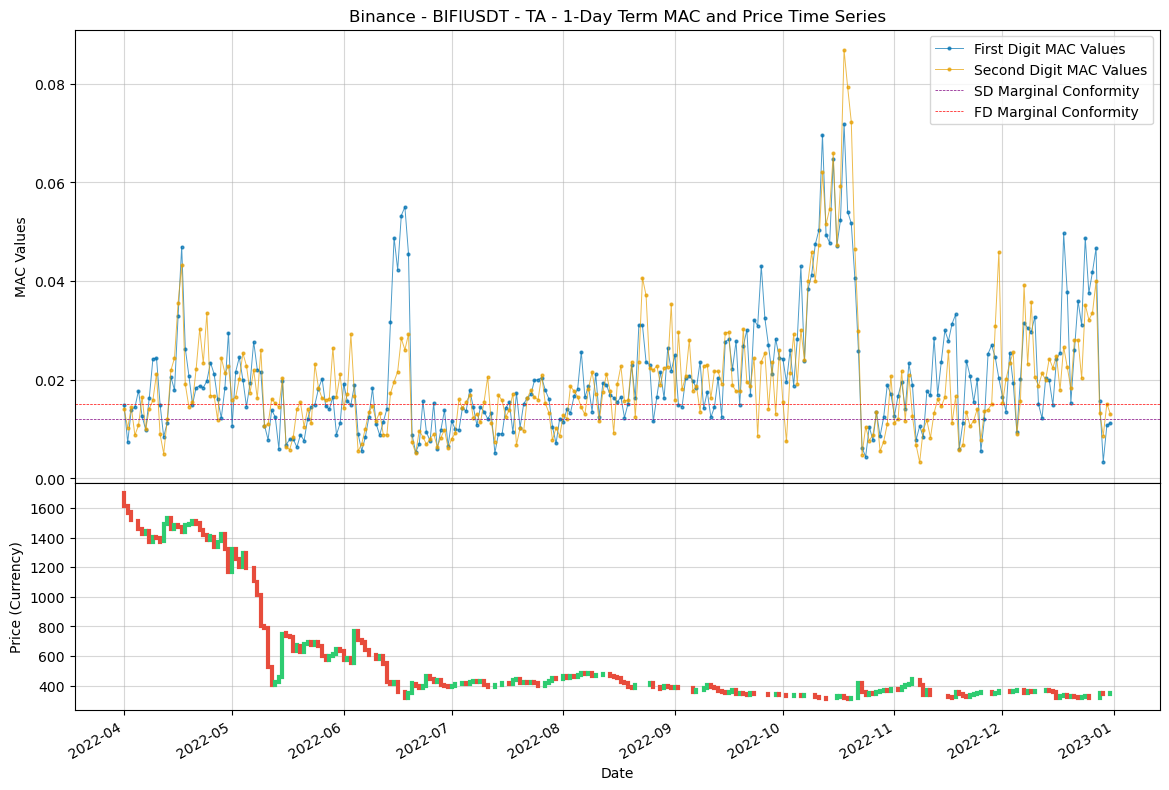 Binance - BIFIUSDT - TA - 1-Day Term MAC and Price Time Series
First Digit MAC Values
Second Digit MAC Values
SD Marginal Conformity
FD Marginal Conformity
MAC Values
0.08
0.06
0.04
0.02
0.00
Price (Currency)
1600
1400
1200
1000
800
600
400
2022-04
2022-05
2022-06
2022-07
2022-08
2022-09
2022-10
2022-11
2022-12
2023-01
Date